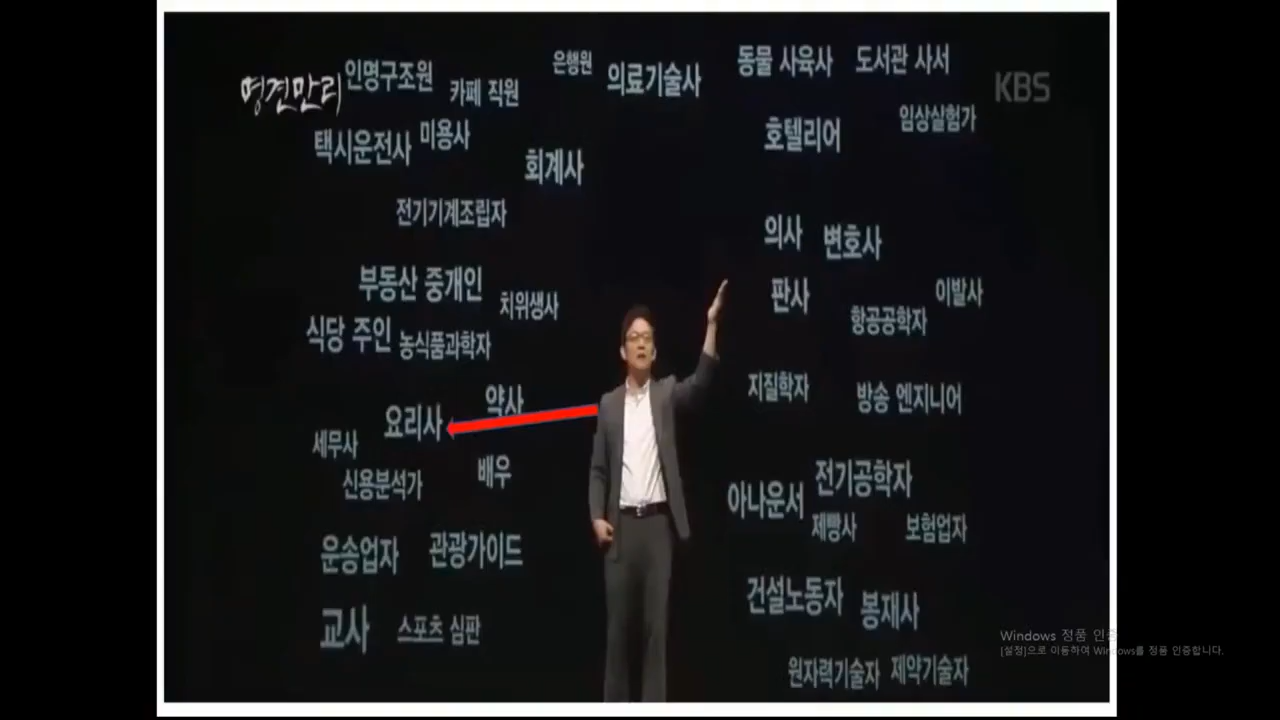 명견만리
인명구조원
카페 직원
은행원
의료기술사
동물 사육사
도서관 사서
KBS
임상실험가
택시운전사
미용사
회계사
호텔리어
전기기계조립자
의사
변호사
부동산 중개인
치위생사
판사
이발사
항공공학자
식당 주인
농식품과학자
지질학자
방송 엔지니어
약사
요리사
세무사
신용분석가
배우
아나운서
전기공학자
제빵사
보험업자
운송업자
관광가이드
건설노동자
봉재사
교사
스포츠 심판
원자력기술자
제약기술자
Windows 정품 인증
[설정]으로 이동하여 Windows를 정품 인증합니다.